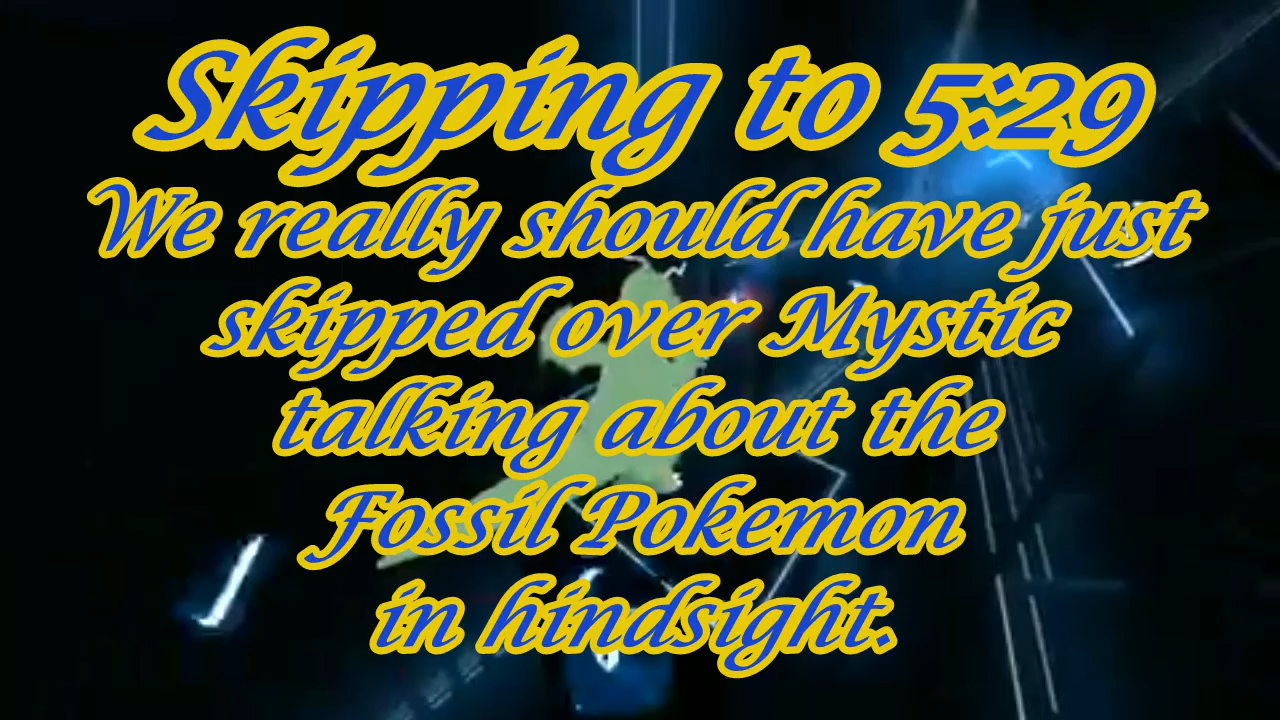 Skipping to 5:29
We really should have just
skipped over Mystic
talking about the
Fossil Pokemon
in hindsight.